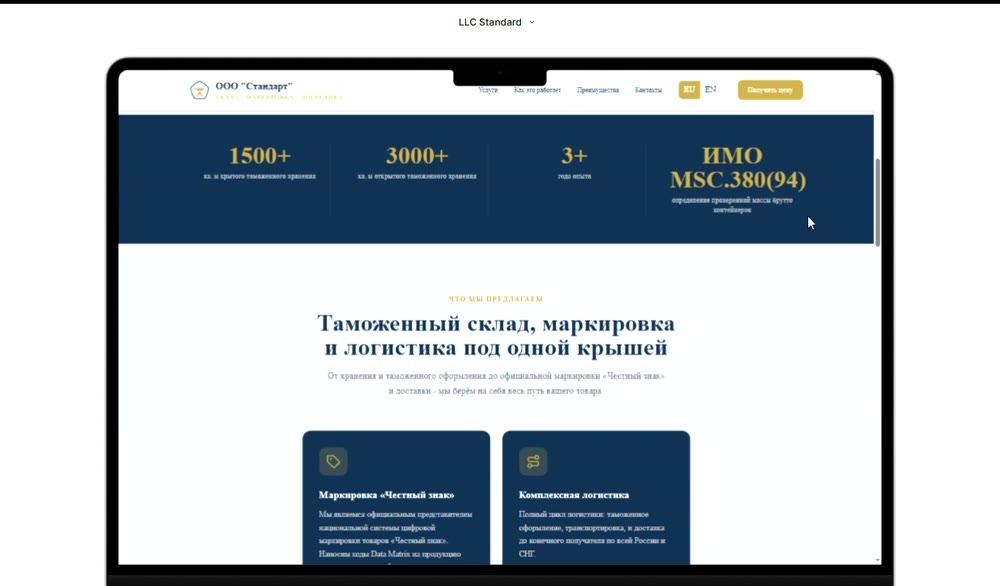 LLC Standard
ООО "Стандарт"
СКЛАД · МАРКИРОВКА · ЛОГИСТИКА
Услуги
Как это работает
Преимущества
Контакты
RU
EN
Получить цену
1500+
кв. м крытого таможенного хранения
3000+
кв. м открытого таможенного хранения
3+
года опыта
ИМО
MSC.380(94)
определение проверенной массы брутто
контейнеров
ЧТО МЫ ПРЕДЛАГАЕМ
Таможенный склад, маркировка
и логистика под одной крышей
От хранения и таможенного оформления до официальной маркировки «Честный знак»
и доставки - мы берём на себя весь путь вашего товара
Маркировка «Честный знак»
Мы являемся официальным представителем
национальной системы цифровой
маркировки товаров «Честный знак».
Наносим коды Data Matrix на продукцию
Комплексная логистика
Полный цикл логистики: таможенное
оформление, транспортировка, и доставка
до конечного получателя по всей России и
СНГ.